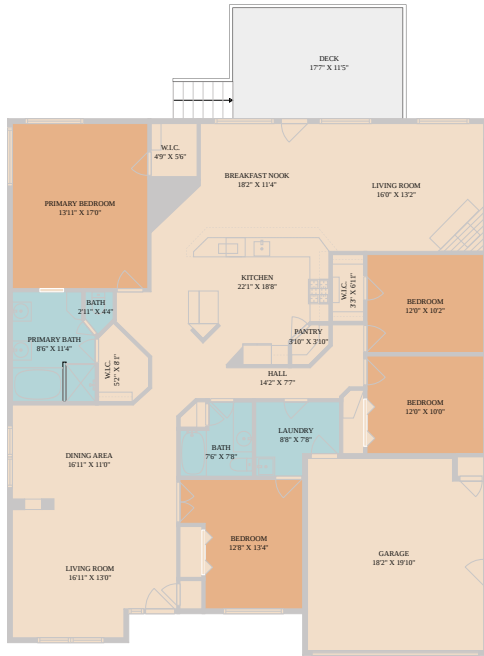 DECK
17'7" X 11'5"
W.I.C.
4'9" X 5'6"
BREAKFAST NOOK
18'2" X 11'4"
LIVING ROOM
16'0" X 13'2"
PRIMARY BEDROOM
13'11" X 17'0"
KITCHEN
22'1" X 18'8"
W.I.C.
3'3" X 6'11"
BATH
2'11" X 4'4"
BEDROOM
12'0" X 10'2"
PANTRY
3'10" X 3'10"
PRIMARY BATH
8'6" X 11'4"
W.I.C.
5'2" X 8'1"
HALL
14'2" X 7'7"
BEDROOM
12'0" X 10'0"
LAUNDRY
8'8" X 7'8"
BATH
7'6" X 7'8"
DINING AREA
16'11" X 11'0"
BEDROOM
12'8" X 13'4"
GARAGE
18'2" X 19'10"
LIVING ROOM
16'11" X 13'0"